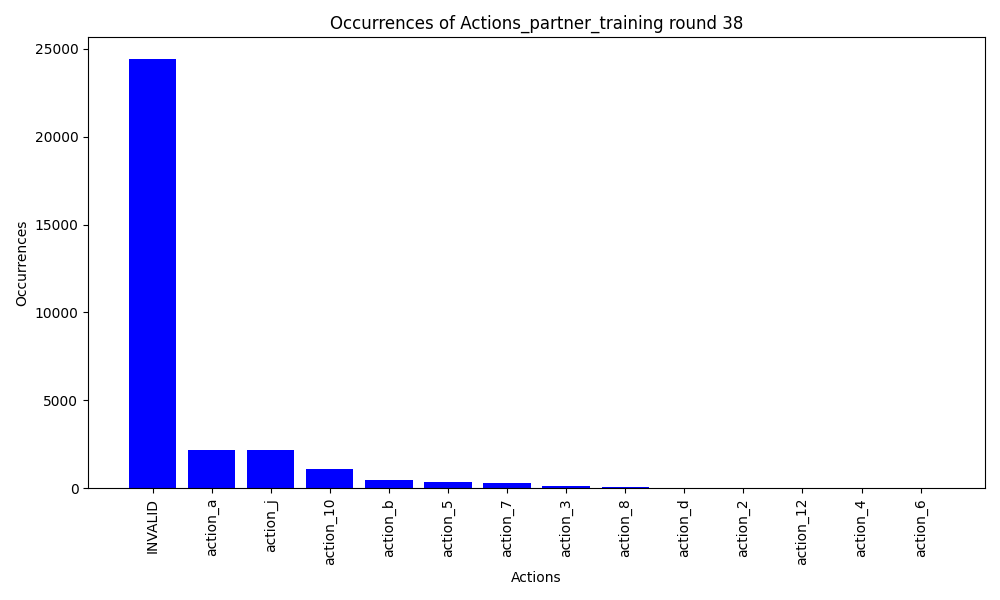 Occurrences of Actions_partner_training round 38
25000
20000
15000
10000
5000
0
Occurrences
INVALID
action_a
action_j
action_10
action_b
action_5
action_7
action_3
action_8
action_d
action_2
action_12
action_4
action_6
Actions